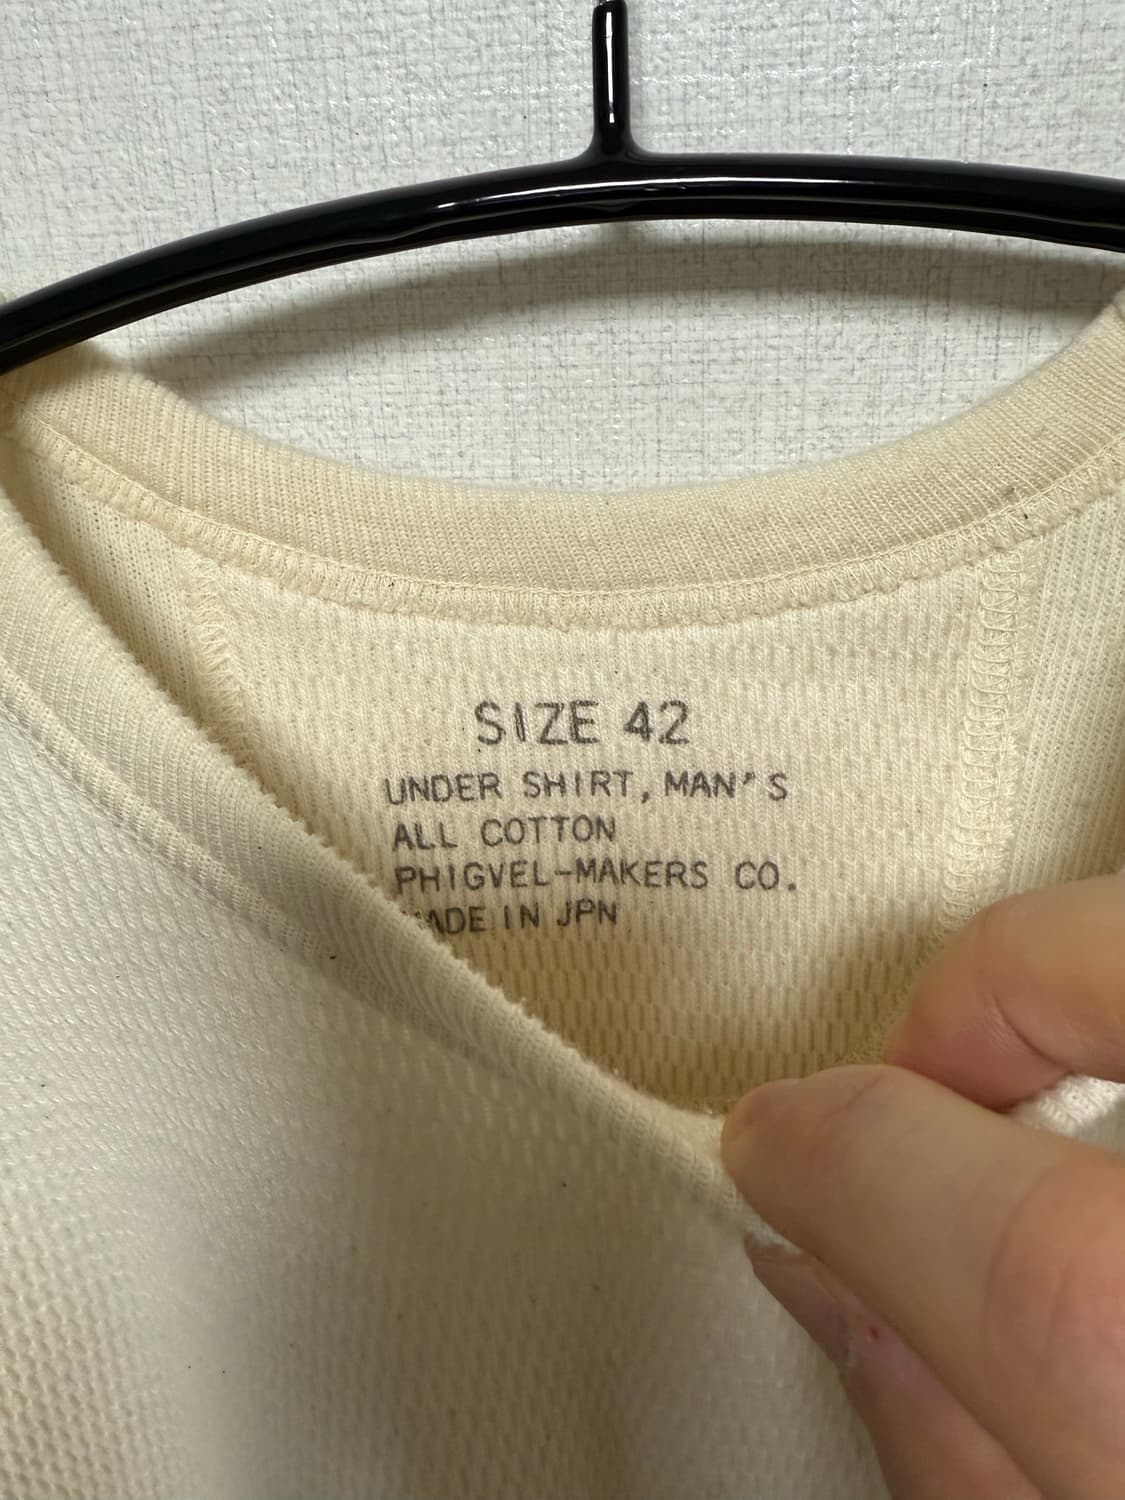 SIZE 42
UNDER SHIRT, MAN'S
ALL COTTON
PHIGVEL-MAKERS CO.
MADE IN JPN